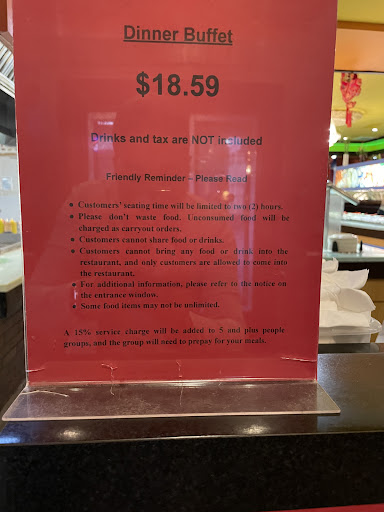 Dinner Buffet
$18.59
Drinks and tax are NOT included
Friendly Reminder – Please Read
• Customers' seating time will be limited to two (2) hours.
• Please don't waste food. Unconsumed food will be
charged as carryout orders.
• Customers cannot share food or drinks.
• Customers cannot bring any food or drink into the
restaurant, and only customers are allowed to come into
the restaurant.
• For additional information, please refer to the notice on
the entrance window.
• Some food items may not be unlimited.
A 15% service charge will be added to 5 and plus people
groups, and the group will need to prepay for your meals.